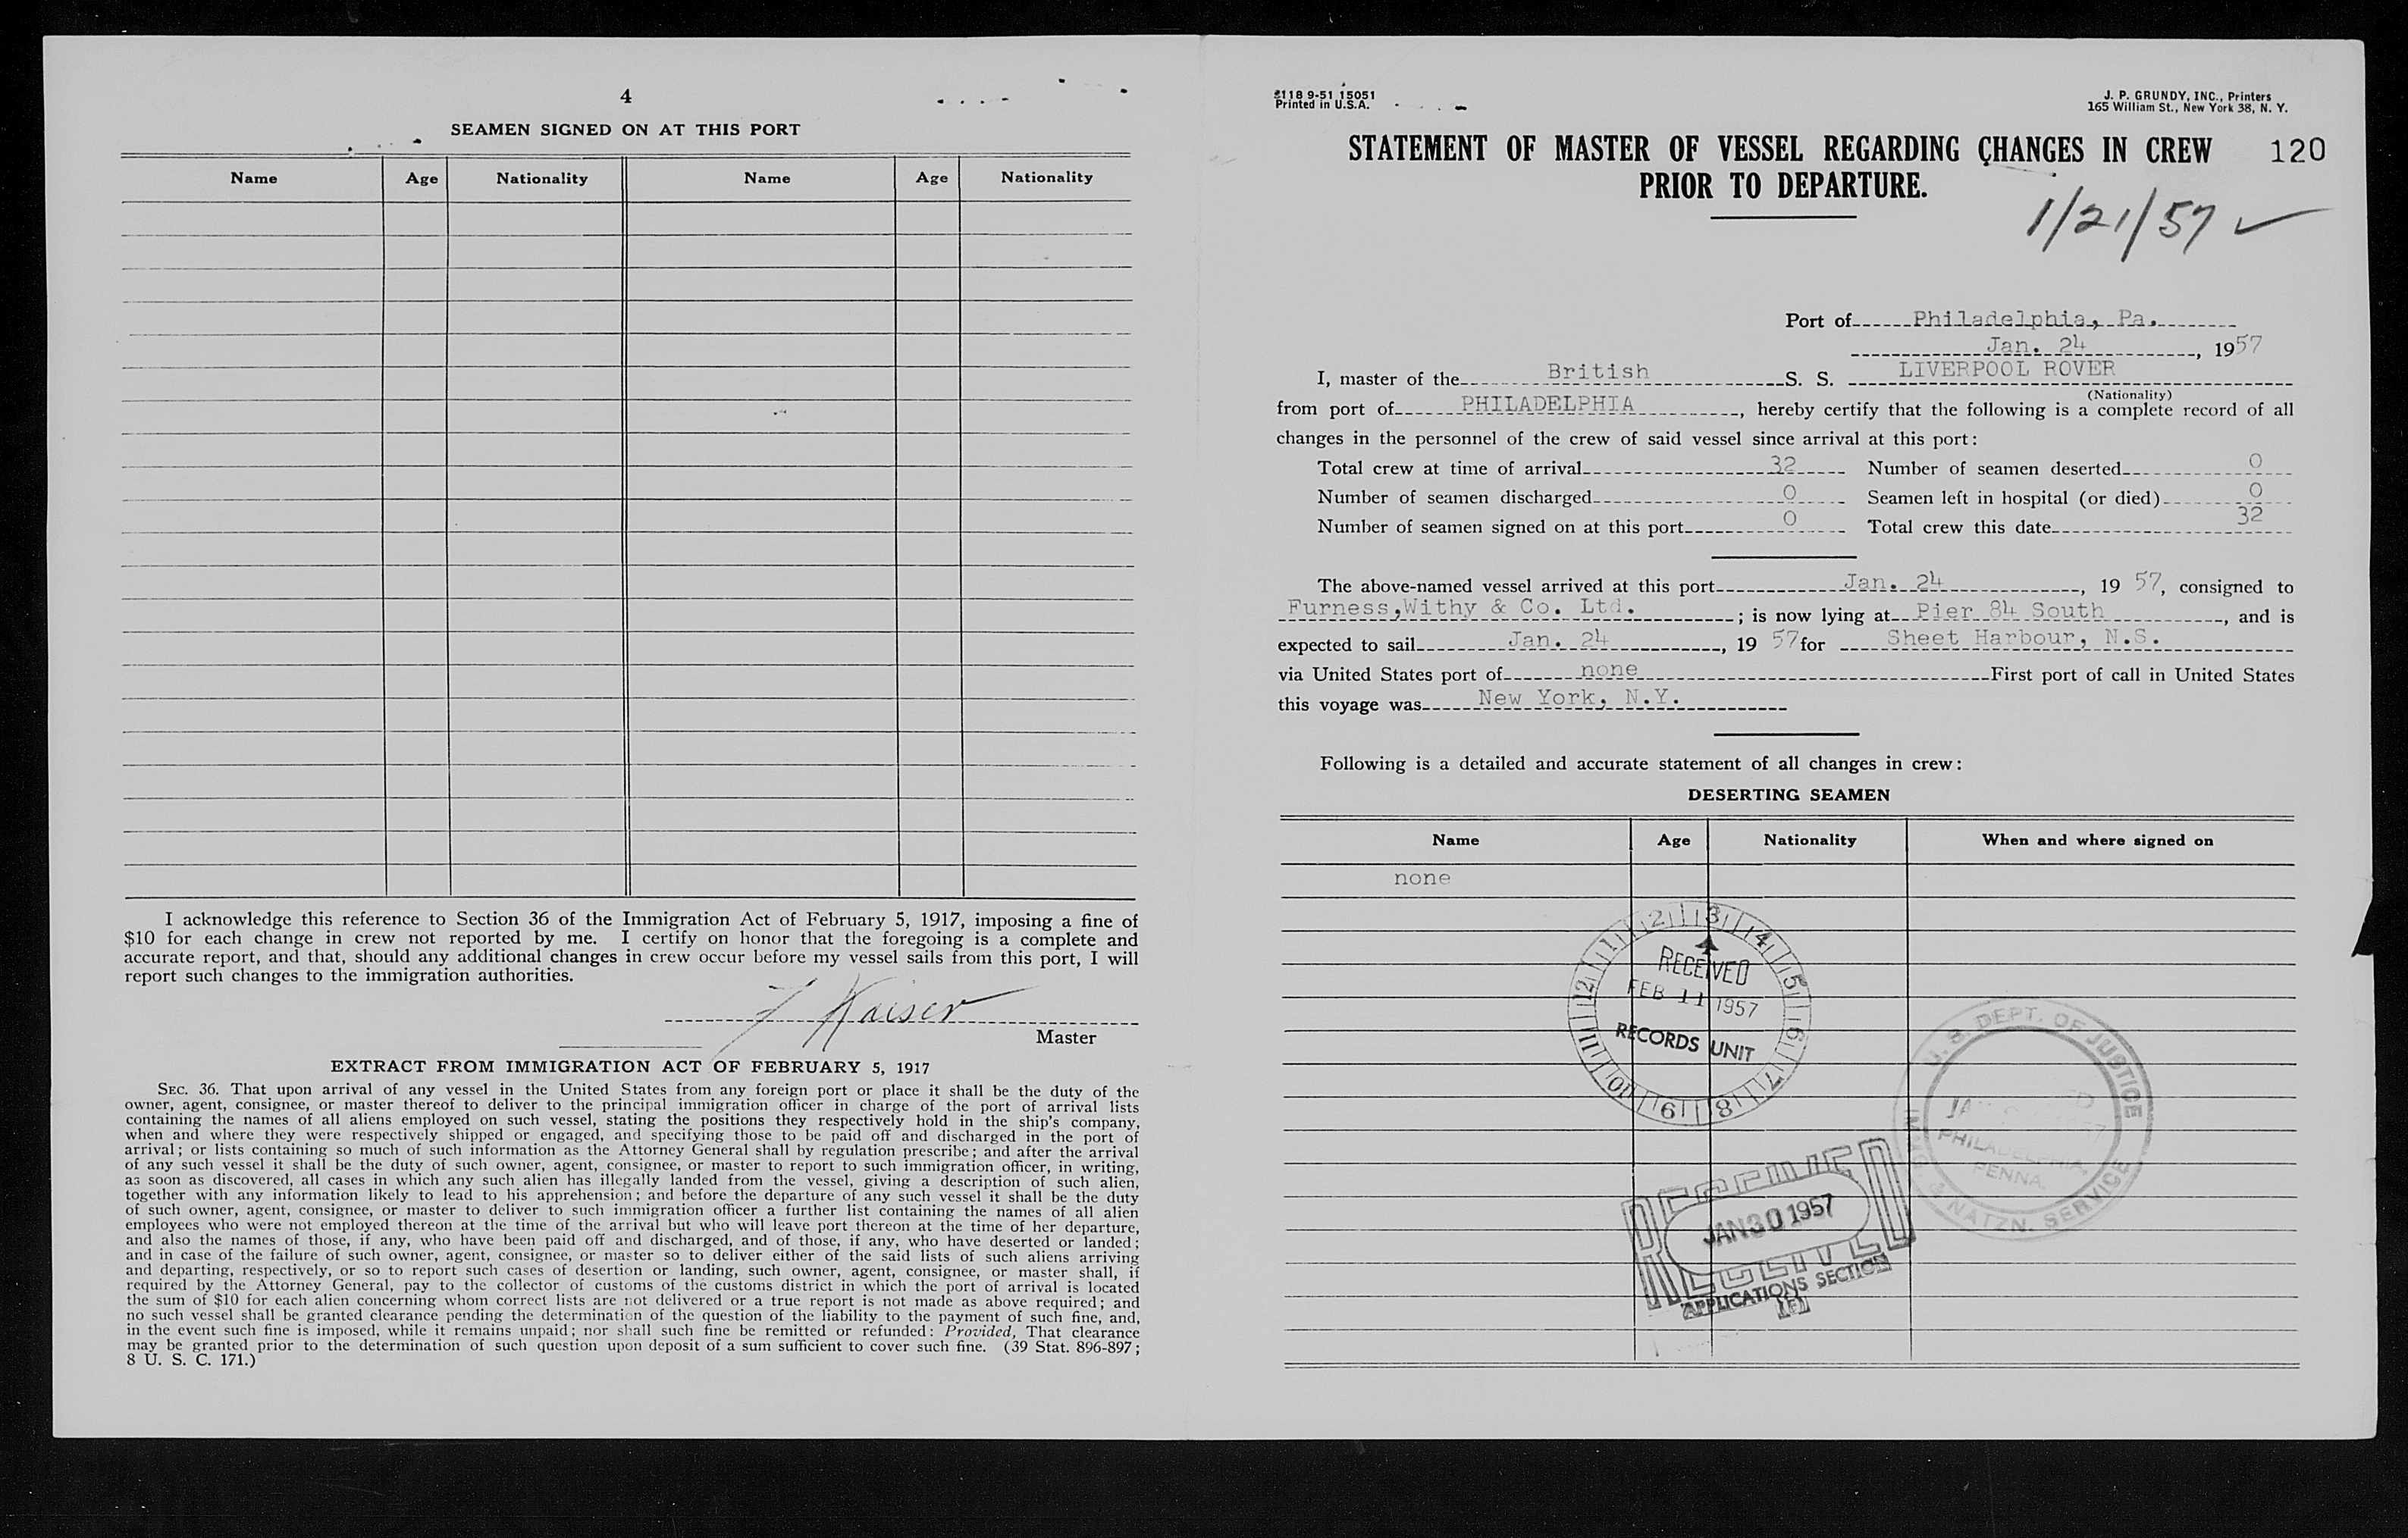 4
SEAMEN SIGNED ON AT THIS PORT
Name Age Nationality Name Age Nationality
I acknowledge this reference to Section 36 of the Immigration Act of February 5, 1917, imposing a fine of
$10 for each change in crew not reported by me. I certify on honor that the foregoing is a complete and
accurate report, and that, should any additional changes in crew occur before my vessel sails from this port, I will
report such changes to the immigration authorities.
Kaiser
Master
EXTRACT FROM IMMIGRATION ACT OF FEBRUARY 5, 1917
SEC. 36. That upon arrival of any vessel in the United States from any foreign port or place it shall be the duty of the
owner, agent, consignee, or master thereof to deliver to the principal immigration officer in charge of the port of arrival lists
containing the names of all aliens employed on such vessel, stating the positions they respectively hold in the ship's company,
when and where they were respectively shipped or engaged, and specifying those to be paid off and discharged in the port of
arrival; or lists containing so much of such information as the Attorney General shall by regulation prescribe; and after the arrival
of any such vessel it shall be the duty of such owner, agent, consignee, or master to report to such immigration officer, in writing,
as soon as discovered, all cases in which any such alien has illegally landed from the vessel, giving a description of such alien,
together with any information likely to lead to his apprehension; and before the departure of any such vessel it shall be the duty
of such owner, agent, consignee, or master to deliver to such immigration officer a further list containing the names of all alien
employees who were not employed thereon at the time of the arrival but who will leave port thereon at the time of her departure,
and also the names of those, if any, who have been paid off and discharged, and of those, if any, who have deserted or landed;
and in case of the failure of such owner, agent, consignee, or master so to deliver either of the said lists of such aliens arriving
and departing, respectively, or so to report such cases of desertion or landing, such owner, agent, consignee, or master shall, if
required by the Attorney General, pay to the collector of customs of the customs district in which the port of arrival is located
the sum of $10 for each alien concerning whom correct lists are not delivered or a true report is not made as above required; and
no such vessel shall be granted clearance pending the determination of the question of the liability to the payment of such fine, and,
in the event such fine is imposed, while it remains unpaid; nor shall such fine be remitted or refunded: Provided, That clearance
may be granted prior to the determination of such question upon deposit of a sum sufficient to cover such fine. (39 Stat. 896-897;
8 U. S. C. 171.)
2118 9-51 15051
Printed in U.S.A.
J. P. GRUNDY, INC., Printers
165 William St., New York 38, N. Y.
STATEMENT OF MASTER OF VESSEL REGARDING CHANGES IN CREW 120
PRIOR TO DEPARTURE.
1/21/57 ✓
Port of Philadelphia, Pa.
Jan. 24, 1957
I, master of the British S. S. LIVERPOOL ROVER
(Nationality)
from port of PHILADELPHIA, hereby certify that the following is a complete record of all
changes in the personnel of the crew of said vessel since arrival at this port:
Total crew at time of arrival 32 Number of seamen deserted 0
Number of seamen discharged 0 Seamen left in hospital (or died) 0
Number of seamen signed on at this port 0 Total crew this date 32
The above-named vessel arrived at this port Jan. 24, 19 57, consigned to
Furness, Withy & Co. Ltd.; is now lying at Pier 84 South, and is
expected to sail Jan. 24, 19 57 for Sheet Harbour, N.S.
via United States port of none First port of call in United States
this voyage was New York, N.Y.
Following is a detailed and accurate statement of all changes in crew:
DESERTING SEAMEN
Name Age Nationality When and where signed on
none
1 2 3 4 5 6 7 8 9 10 11 12
RECEIVED
FEB 11 1957
RECORDS UNIT
U. S. DEPT. OF JUSTICE
PHILADELPHIA,
PENNA.
IMMIG. & NATZN. SERVICE
RECEIVED
JAN 30 1957
RECEIVED
APPLICATIONS SECTION